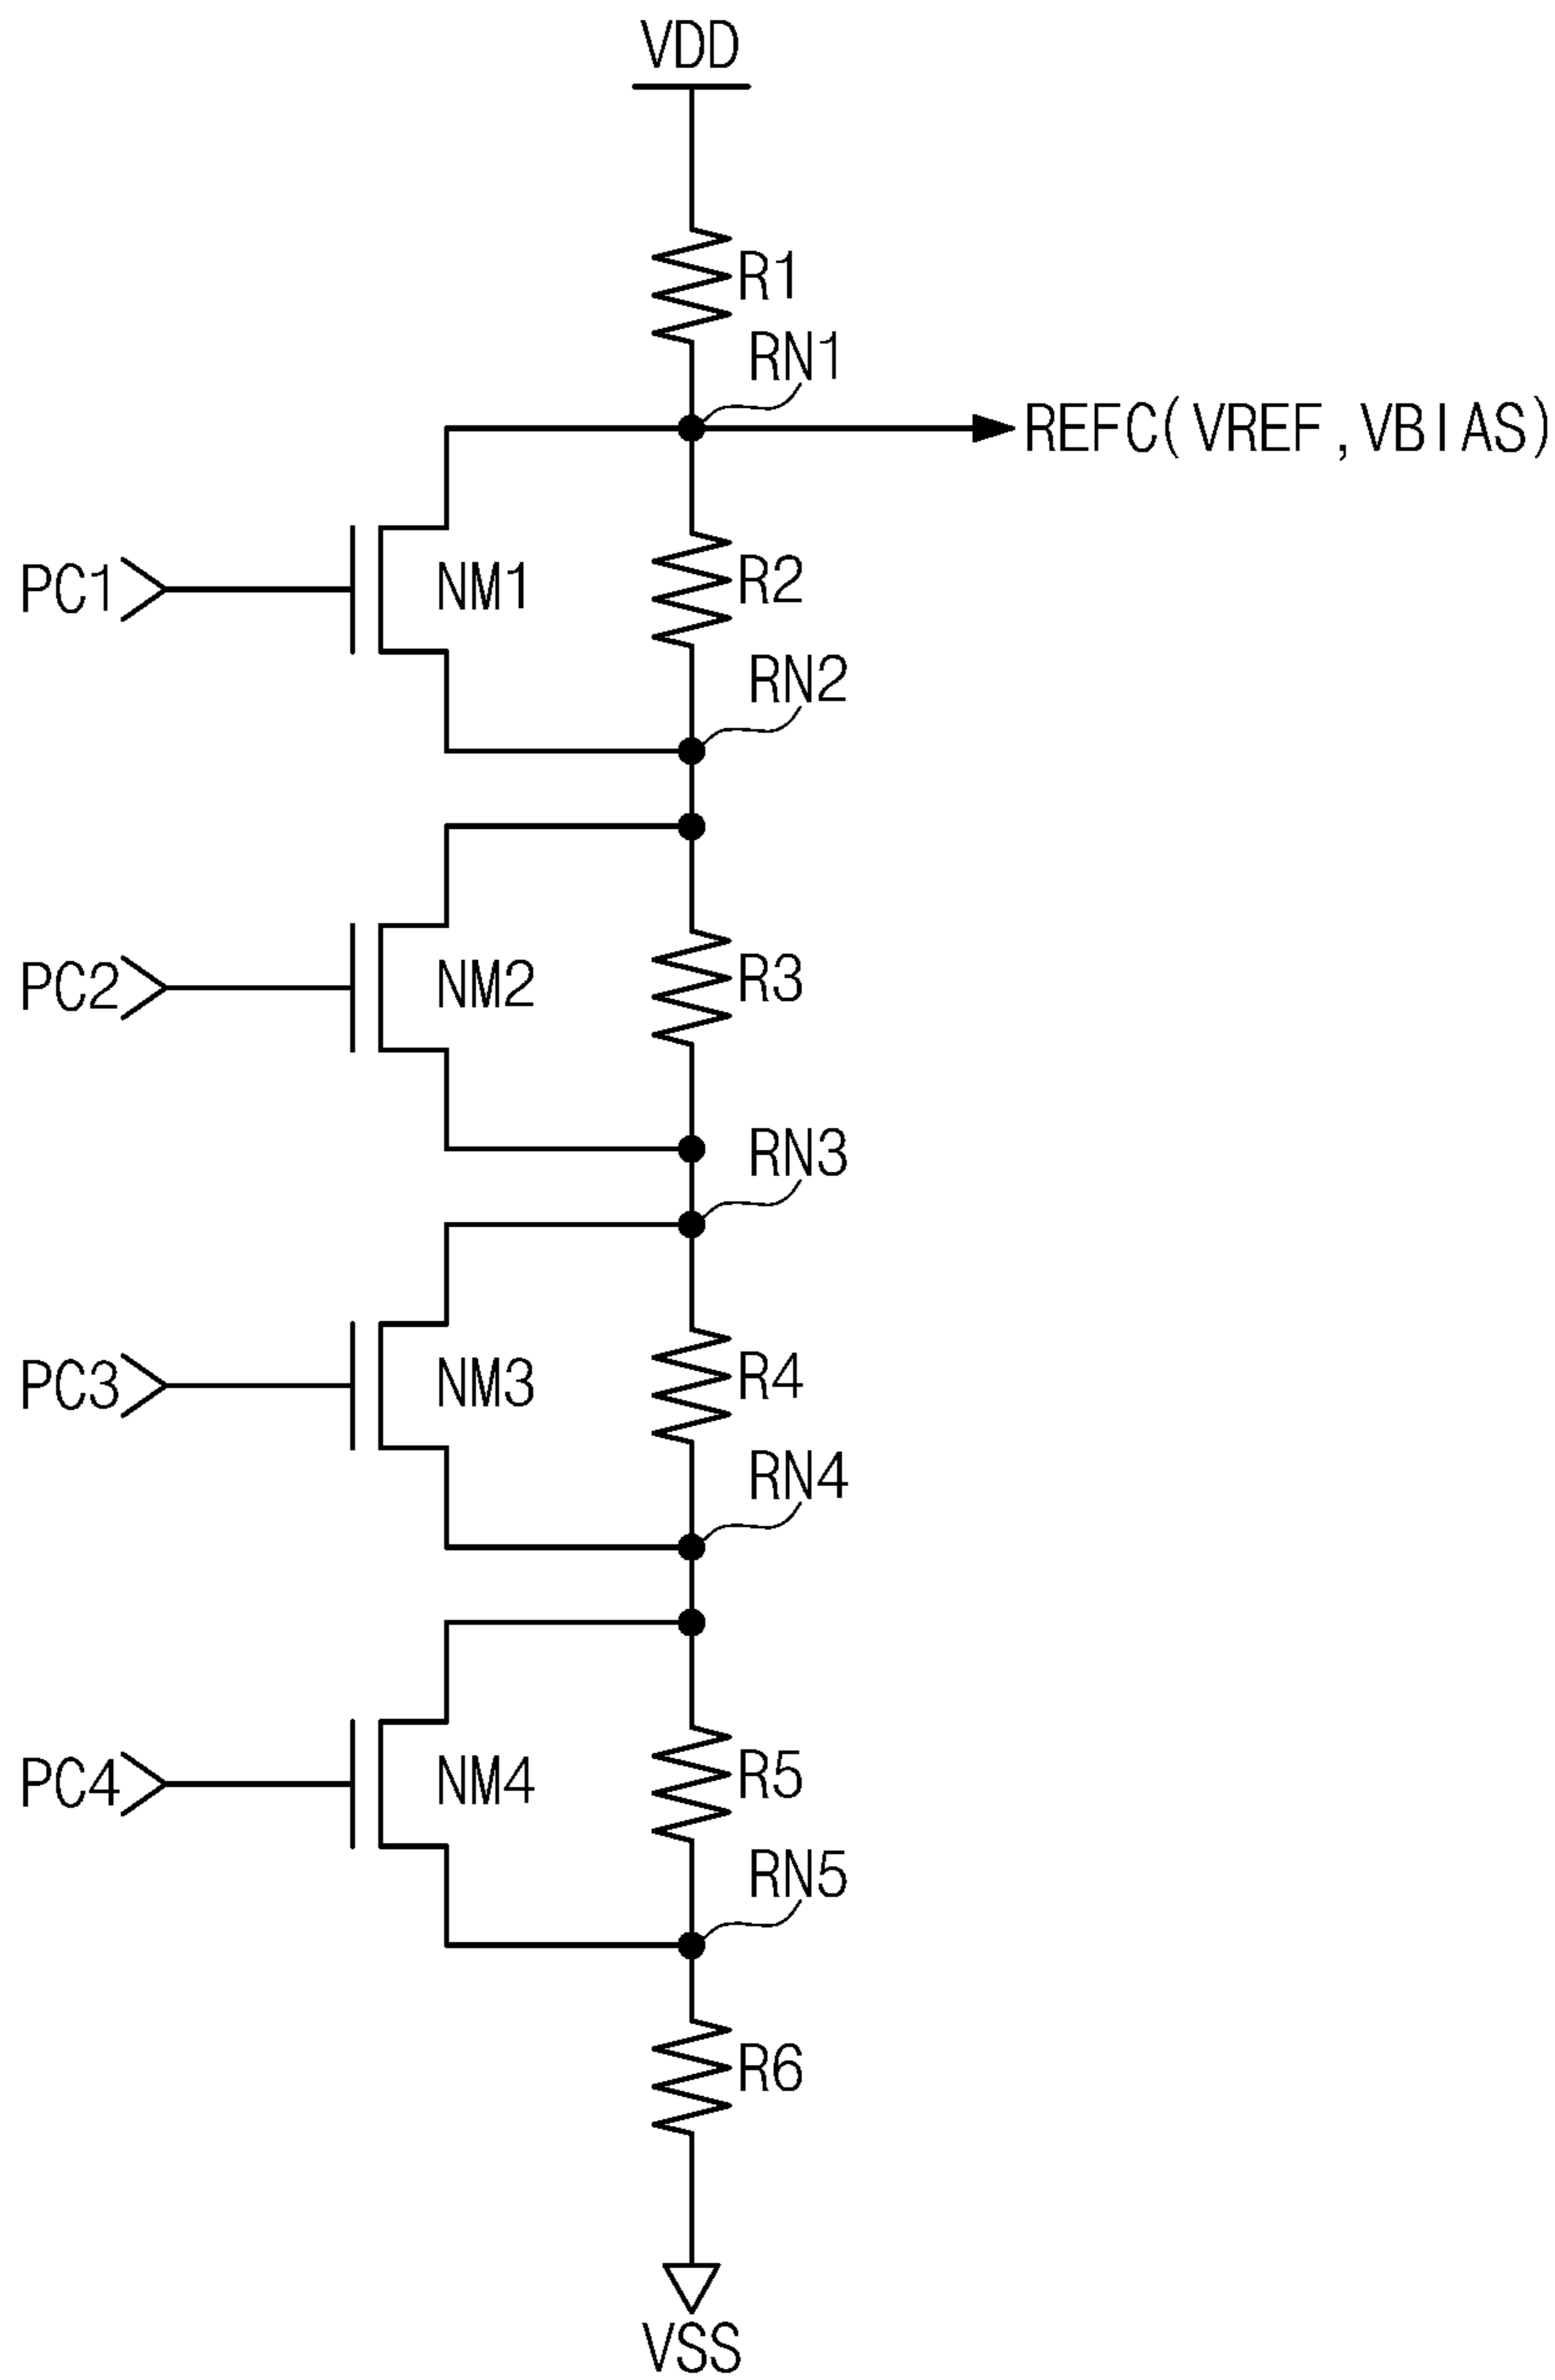 VDD
R1
RN1
REFC(VREF,VBIAS)
PC1
NM1
R2
RN2
PC2
NM2
R3
RN3
PC3
NM3
R4
RN4
PC4
NM4
R5
RN5
R6
VSS